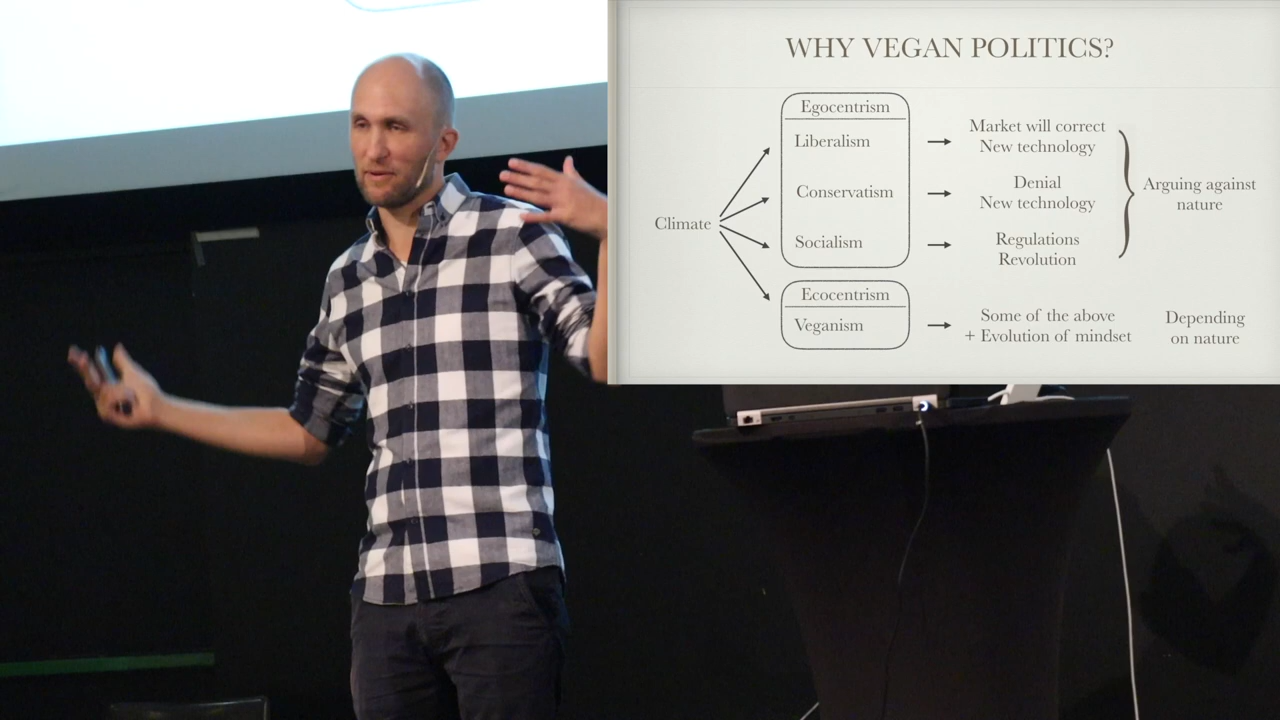 WHY VEGAN POLITICS?
Egocentrism
Liberalism
Conservatism
Socialism
Climate
Ecocentrism
Veganism
Market will correct
New technology
Denial
New technology
Regulations
Revolution
Some of the above
+ Evolution of mindset
Arguing against
nature
Depending
on nature